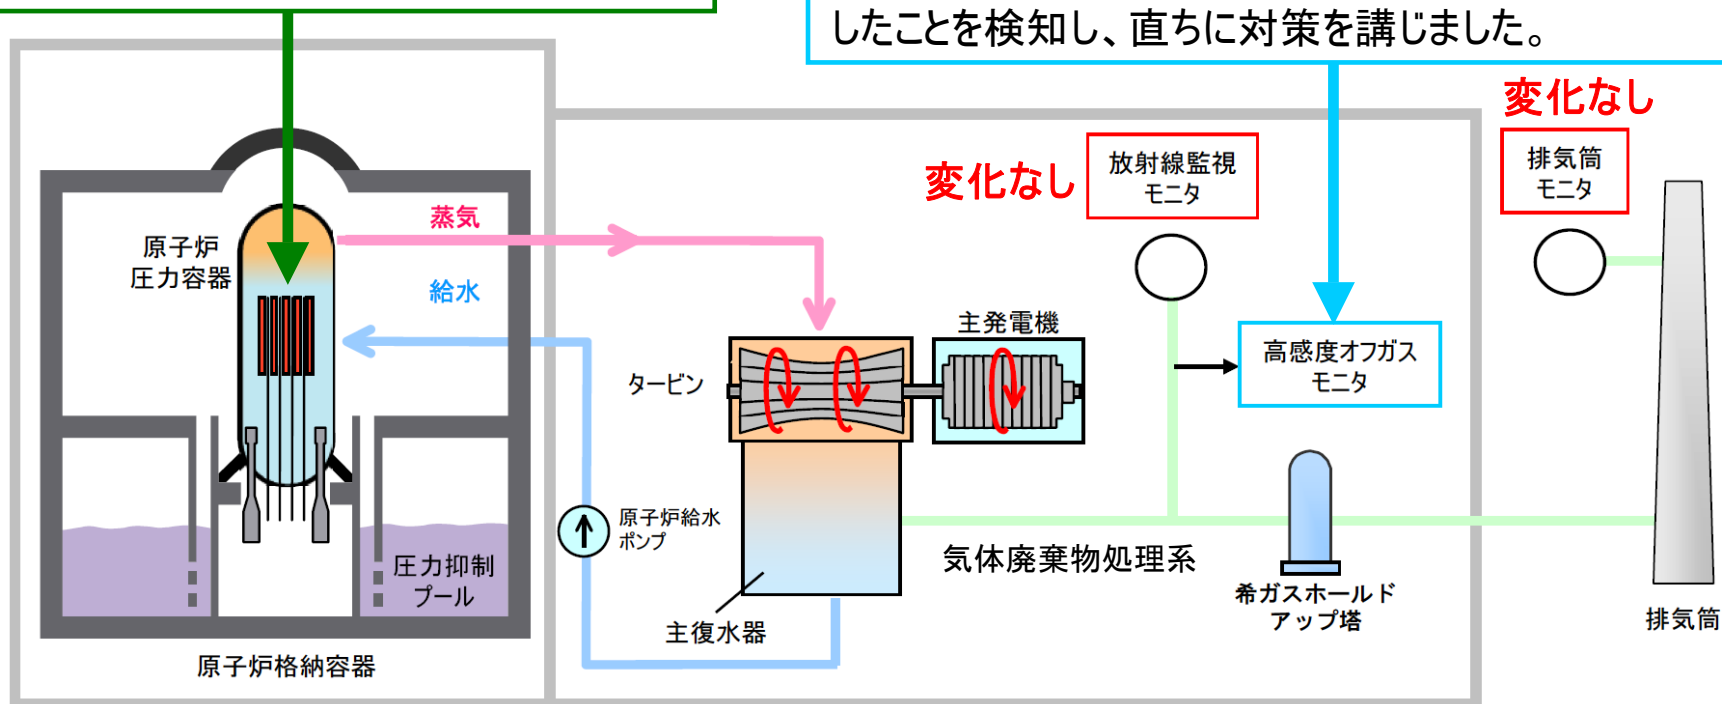 したことを検知し、直ちに対策を講じました。
変化なし
排気筒
モニタ
変化なし
放射線監視
モニタ
蒸気
原子炉
圧力容器
給水
主発電機
高感度オフガス
モニタ
タービン
原子炉給水
ポンプ
気体廃棄物処理系
圧力抑制
プール
希ガスホールド
アップ塔
排気筒
主復水器
原子炉格納容器